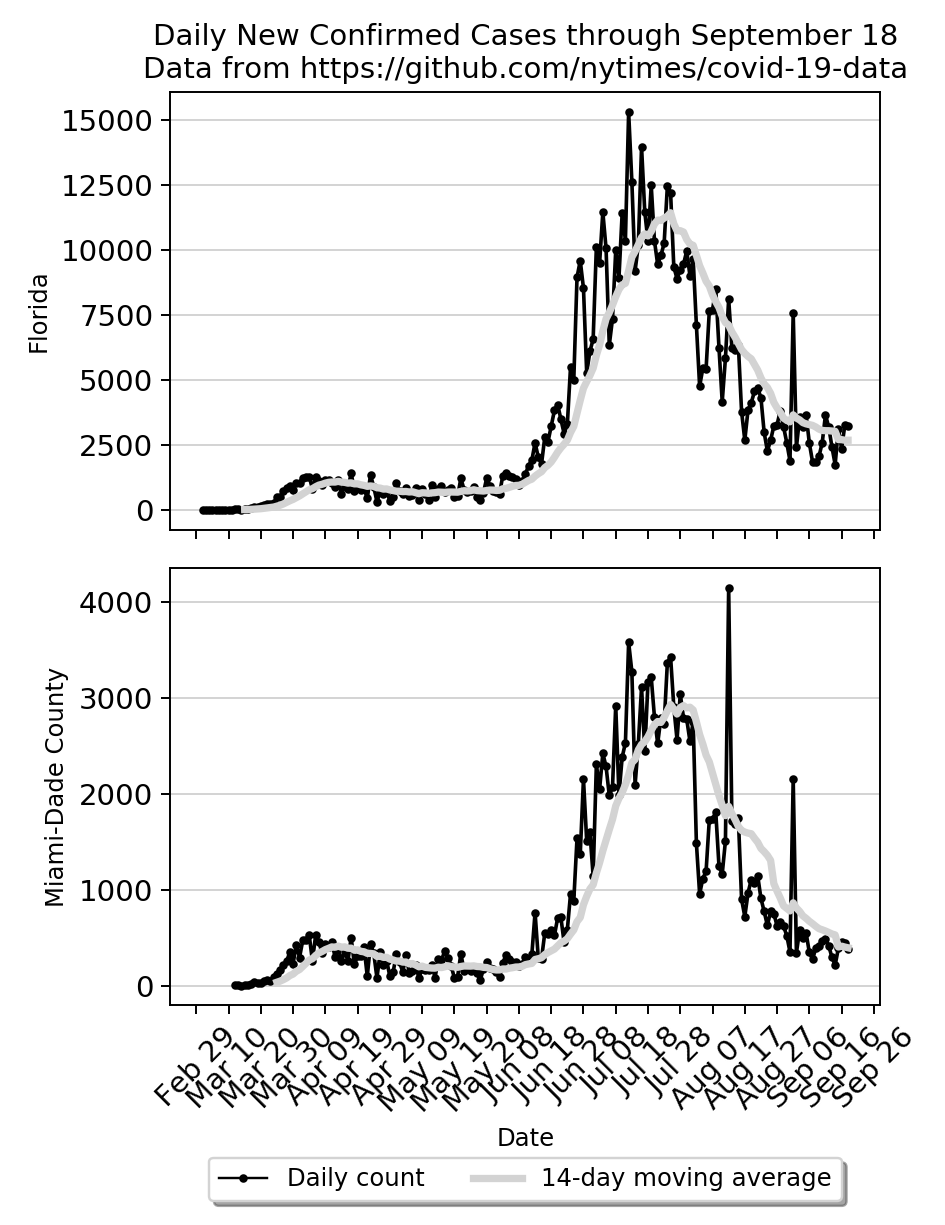 Daily New Confirmed Cases through September 18
Data from https://github.com/nytimes/covid-19-data
15000
12500
10000
7500
5000
2500
0
Florida
4000
3000
2000
1000
0
Miami-Dade County
Feb 29
Mar 10
Mar 20
Mar 30
Apr 09
Apr 19
Apr 29
May 09
May 19
May 29
Jun 08
Jun 18
Jun 28
Jul 08
Jul 18
Jul 28
Aug 07
Aug 17
Aug 27
Sep 06
Sep 16
Sep 26
Date
Daily count
14-day moving average